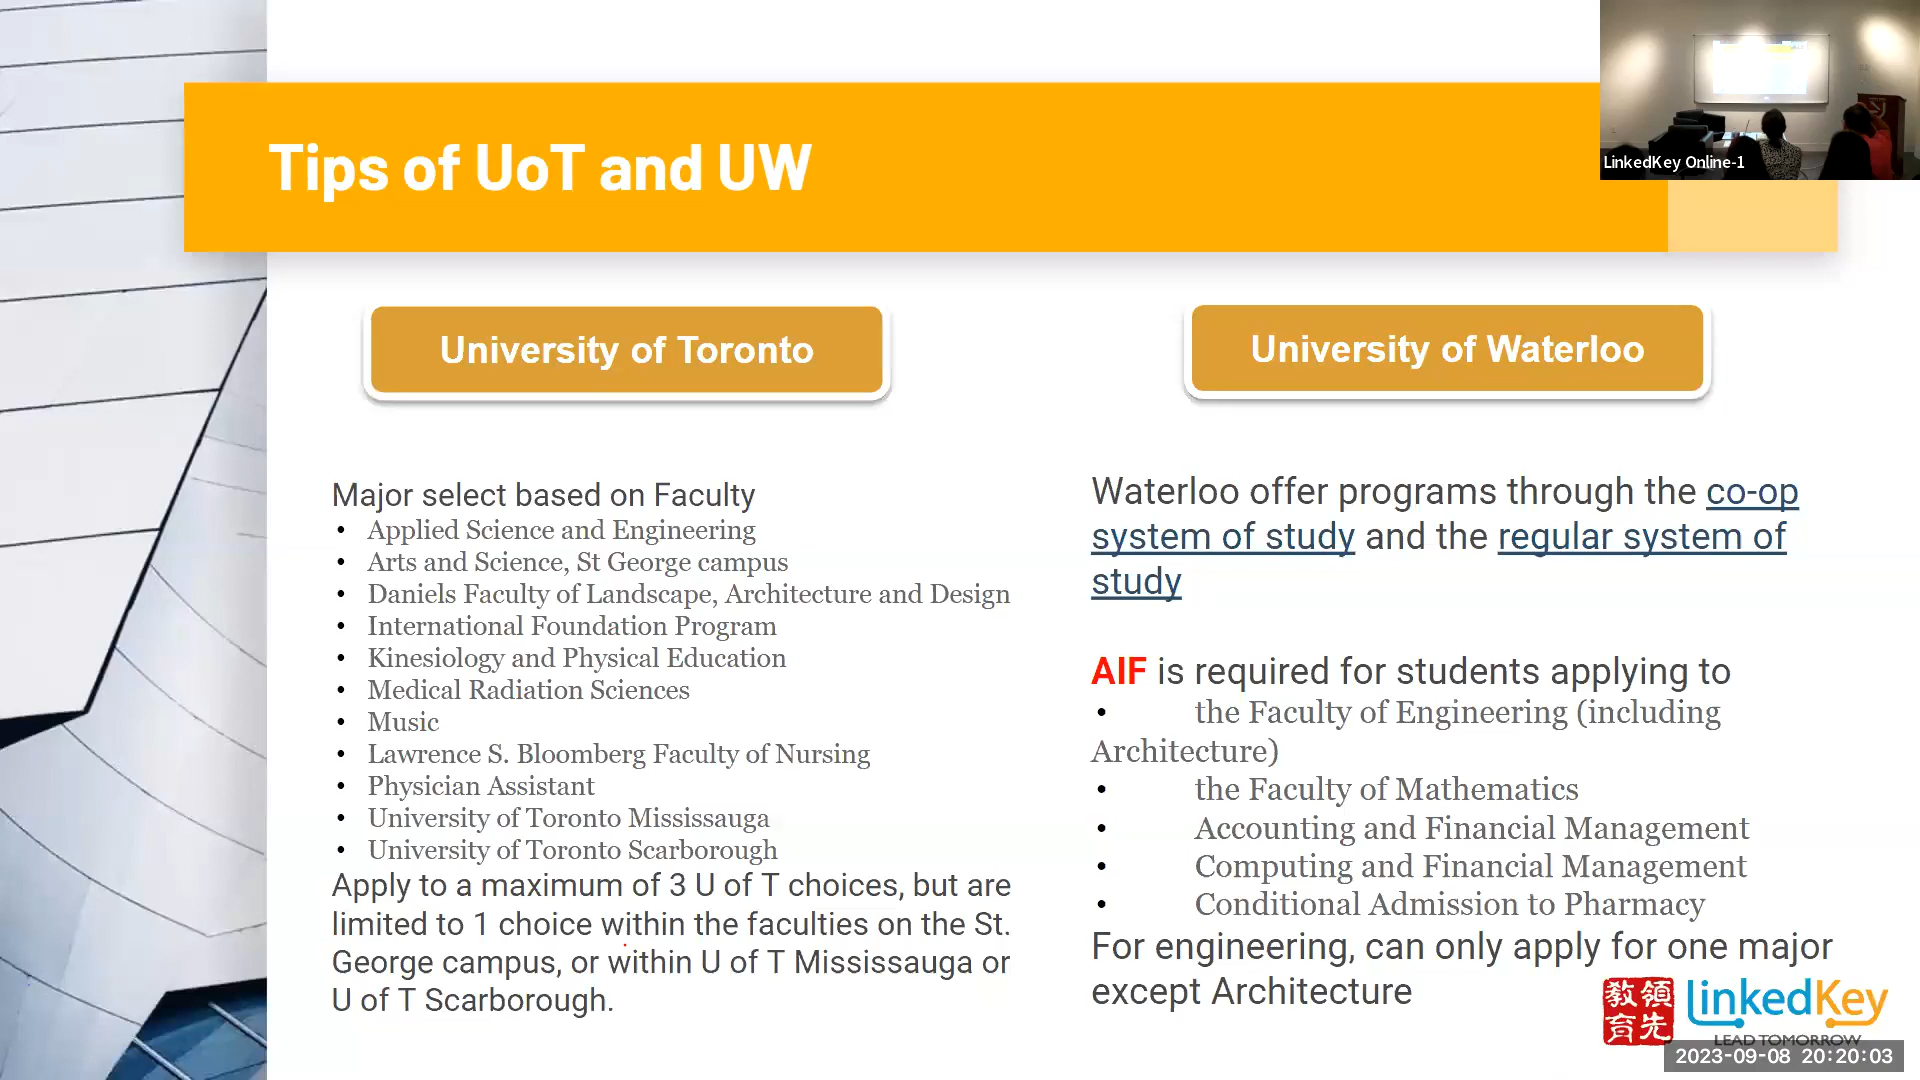 LinkedKey Online-1
Tips of UoT and UW
University of Toronto
Major select based on Faculty
• Applied Science and Engineering
• Arts and Science, St George campus
• Daniels Faculty of Landscape, Architecture and Design
• International Foundation Program
• Kinesiology and Physical Education
• Medical Radiation Sciences
• Music
• Lawrence S. Bloomberg Faculty of Nursing
• Physician Assistant
• University of Toronto Mississauga
• University of Toronto Scarborough
Apply to a maximum of 3 U of T choices, but are
limited to 1 choice within the faculties on the St.
George campus, or within U of T Mississauga or
U of T Scarborough.
University of Waterloo
Waterloo offer programs through the co-op
system of study and the regular system of
study
AIF is required for students applying to
• the Faculty of Engineering (including
Architecture)
• the Faculty of Mathematics
• Accounting and Financial Management
• Computing and Financial Management
• Conditional Admission to Pharmacy
For engineering, can only apply for one major
except Architecture
領先教育
LinkedKey
LEAD TOMORROW
2023-09-08 20:20:03